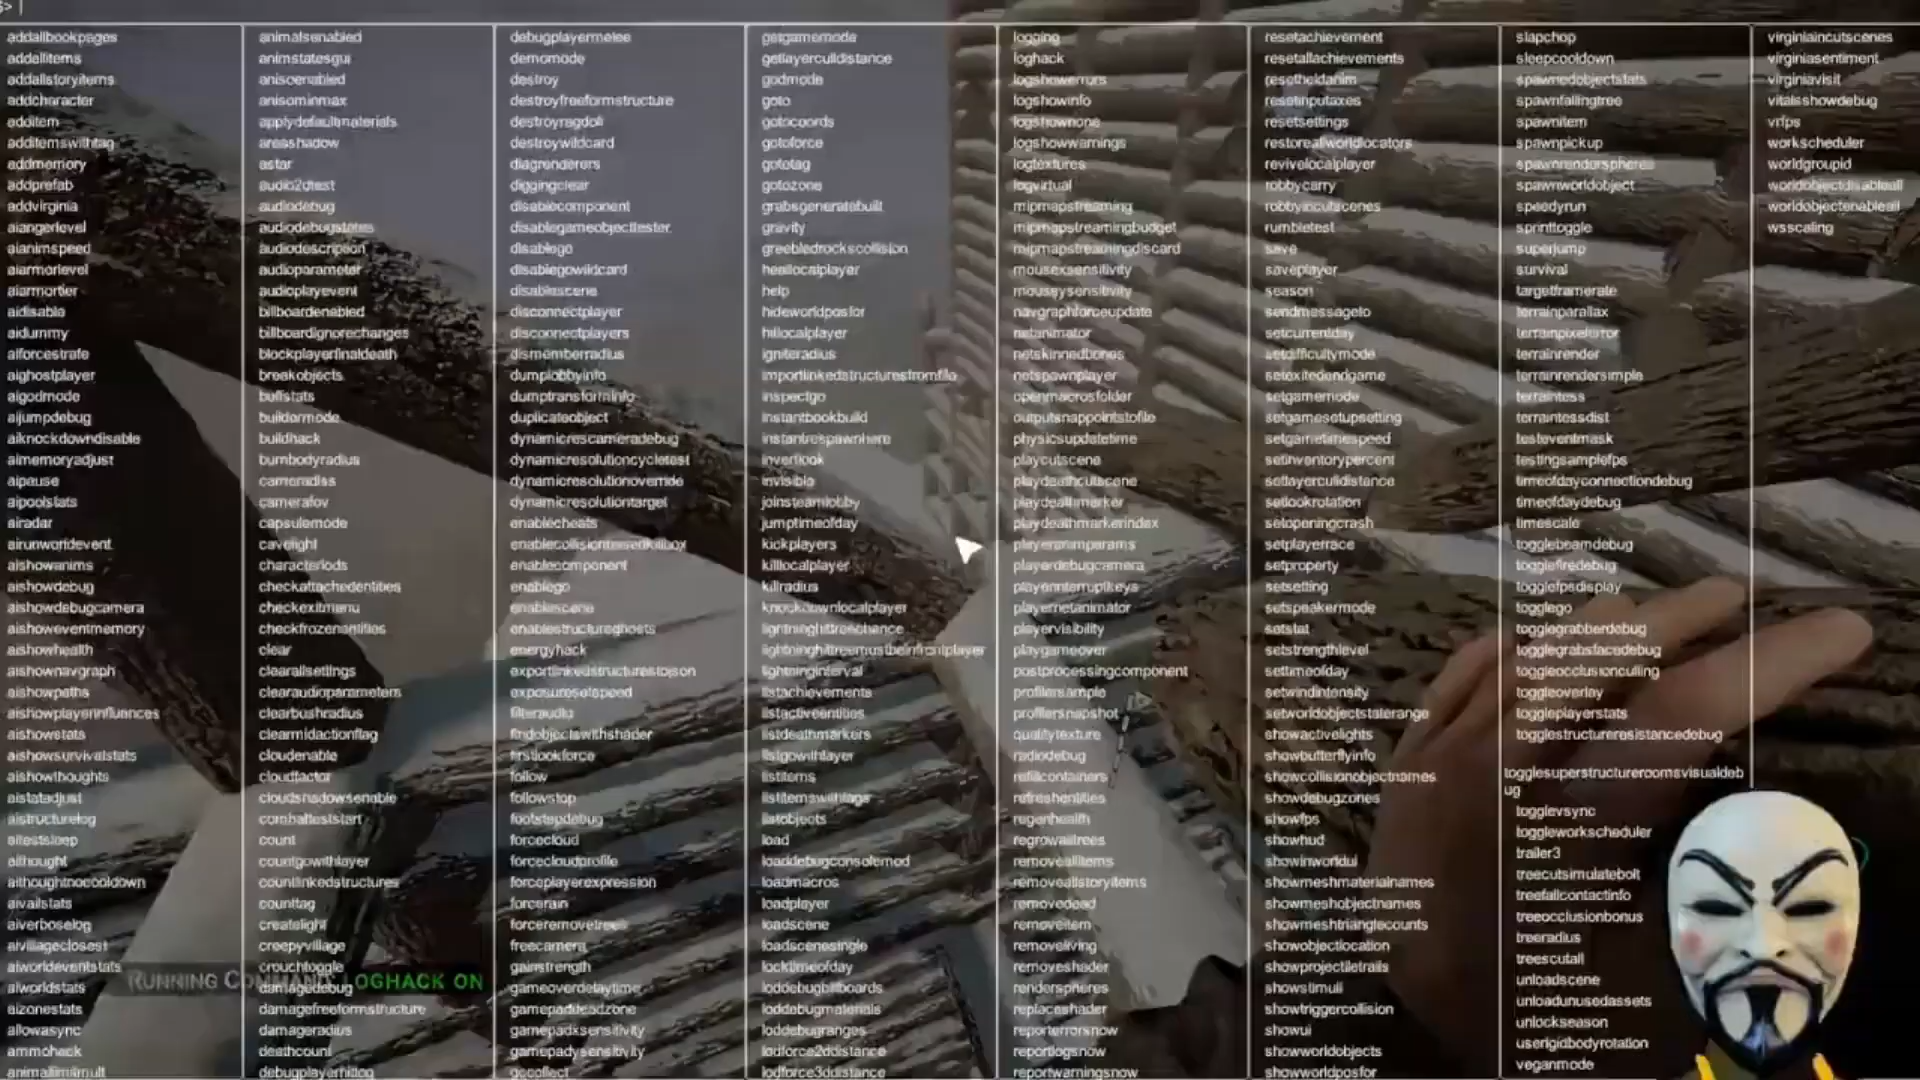 $>
addallbookpages
addallitems
addallstoryitems
addcharacter
additem
additemswithtag
addmemory
addprefab
addvirginia
aiangerlevel
aianimspeed
aiarmorlevel
aiarmortier
aidisable
aidummy
aiforcestrafe
aighostplayer
aigodmode
aijumpdebug
aiknockdowndisable
aimemoryadjust
aipause
aipoolstats
airadar
airunworldevent
aishowanims
aishowdebug
aishowdebugcamera
aishoweventmemory
aishowhealth
aishownavgraph
aishowpaths
aishowplayerinfluences
aishowstats
aishowsurvivalstats
aishowthoughts
aistatadjust
aistructurelog
aitestsleep
aithought
aithoughtnocooldown
aivailstats
aiverboselog
aivillageclosest
aiworldeventstats
aiworldstats
aizonestats
allowasync
ammohack
animallimitmult
animalsenabled
animstatesgui
anisoenabled
anisominmax
applydefaultmaterials
areashadow
astar
audio2dtest
audiodebug
audiodebugstates
audiodescription
audioparameter
audioplayevent
billboardenabled
billboardignorechanges
blockplayerfinaldeath
breakobjects
buffstats
buildermode
buildhack
burnbodyradius
cameradiss
camerafov
capsulemode
cavelight
characterlods
checkattachedentities
checkexitmenu
checkfrozenentities
clear
clearallsettings
clearaudioparameters
clearbushradius
clearmidactionflag
cloudenable
cloudfactor
cloudshadowsenable
combatteststart
count
countgowithlayer
countlinkedstructures
counttag
createlight
creepyvillage
crouchtoggle
damagedebug
damagefreeformstructure
damageradius
deathcount
debugplayerhitlog
debugplayermelee
demomode
destroy
destroyfreeformstructure
destroyragdoll
destroywildcard
diagrenderers
diggingclear
disablecomponent
disablegameobjecttester
disablego
disablegowildcard
disablescene
disconnectplayer
disconnectplayers
dismemberradius
dumplobbyinfo
dumptransforminfo
duplicateobject
dynamicrescameradebug
dynamicresolutioncycletest
dynamicresolutionoverride
dynamicresolutiontarget
enablecheats
enablecomponent
enablego
enablescene
enablestructureghosts
energyhack
exportlinkedstructurestojson
exposuresetspeed
filteraudio
findobjectswithshader
firstlookforce
follow
followstop
footstepdebug
forcecloud
forcecloudprofile
forceplayerexpression
forcerain
forceremovetrees
freecamera
gainstrength
gameoverdelaytime
gamepaddeadzone
gamepadxsensitivity
gamepadysensitivity
gccollect
getgamemode
getlayerculldistance
godmode
goto
gotocoords
gotoforce
gototag
gotozone
grabsgeneratebuilt
gravity
greebledrockscollision
heallocalplayer
help
hideworldposfor
hitlocalplayer
igniteradius
importlinkedstructuresfromfile
inspectgo
instantbookbuild
instantrespawnhere
invertlook
invisible
joinsteamlobby
jumptimeofday
kickplayers
killlocalplayer
killradius
knockdownlocalplayer
lightninghittreechance
lightninghittreemustbeinfrontplayer
lightninginterval
listachievements
listactiveentities
listdeathmarkers
listgowithlayer
listitems
listitemswithtags
listobjects
load
loaddebugconsolemod
loadmacros
loadplayer
loadscene
loadscenesingle
locktimeofday
loddebugbillboards
loddebugmaterials
loddebugranges
lodforce2ddistance
lodforce3ddistance
logging
loghack
logshowerrors
logshowinfo
logshownone
logshowwarnings
logtextures
logvirtual
mipmapstreaming
mipmapstreamingbudget
mipmapstreamingdiscard
mousexsensitivity
mouseysensitivity
navgraphforceupdate
netanimator
netskinnedbones
netspawnplayer
openmacrosfolder
outputsnappointstofile
physicsupdatetime
playcutscene
playdeathcutscene
playdeathmarker
playdeathmarkerindex
playeranimparams
playerdebugcamera
playerinterruptkeys
playernetanimator
playervisibility
playgameover
postprocessingcomponent
profilersample
profilersnapshot
qualitytexture
radiodebug
refillcontainers
refreshentities
regenhealth
regrowalltrees
removeallitems
removeallstoryitems
removedead
removeitem
removeliving
removeshader
renderspheres
replaceshader
reporterrorsnow
reportlogsnow
reportwarningsnow
resetachievement
resetallachievements
resetheldanim
resetinputaxes
resetsettings
restoreallworldlocators
revivelocalplayer
robbycarry
robbyincutscenes
rumbletest
save
saveplayer
season
sendmessageto
setcurrentday
setdifficultymode
setexitedendgame
setgamemode
setgamesetupsetting
setgametimespeed
setinventorypercent
setlayerculldistance
setlookrotation
setopeningcrash
setplayerrace
setproperty
setsetting
setspeakermode
setstat
setstrengthlevel
settimeofday
setwindintensity
setworldobjectstaterange
showactivelights
showbutterflyinfo
showcollisionobjectnames
showdebugzones
showfps
showhud
showinworldui
showmeshmaterialnames
showmeshobjectnames
showmeshtrianglecounts
showobjectlocation
showprojectiletrails
showstimuli
showtriggercollision
showui
showworldobjects
showworldposfor
slapchop
sleepcooldown
spawnedobjectstats
spawnfallingtree
spawnitem
spawnpickup
spawnrenderspheres
spawnworldobject
speedyrun
sprinttoggle
superjump
survival
targetframerate
terrainparallax
terrainpixelerror
terrainrender
terrainrendersimple
terraintess
terraintessdist
testeventmask
testingsamplefps
timeofdayconnectiondebug
timeofdaydebug
timescale
togglebeamdebug
togglefiredebug
togglefpsdisplay
togglego
togglegrabberdebug
togglegrabsfacedebug
toggleocclusionculling
toggleoverlay
toggleplayerstats
togglestructureresistancedebug
togglesuperstructureroomsvisualdeb
ug
togglevsync
toggleworkscheduler
trailer3
treecutsimulatebolt
treefallcontactinfo
treeocclusionbonus
treeradius
treescutall
unloadscene
unloadunusedassets
unlockseason
userigidbodyrotation
veganmode
virginiaincutscenes
virginiasentiment
virginiavisit
vitalsshowdebug
vrfps
workscheduler
worldgroupid
worldobjectdisableall
worldobjectenableall
wsscaling
RUNNING OGHACK ON